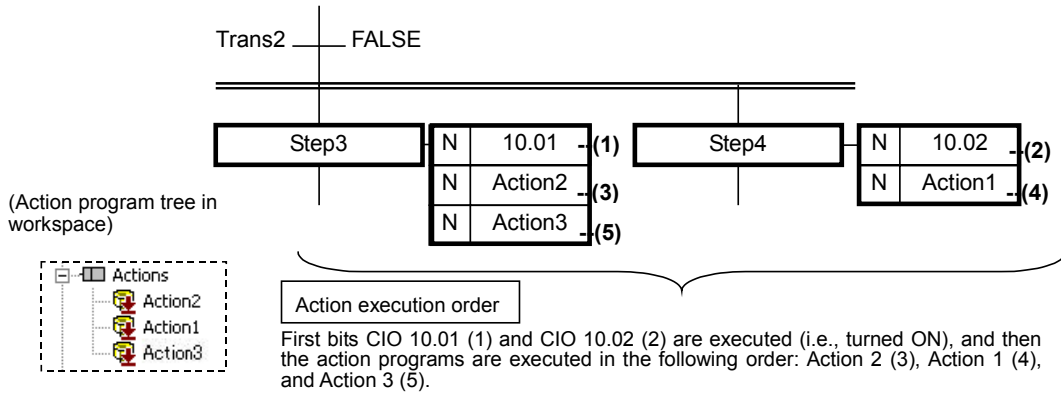 Trans2 FALSE
Step3 N 10.01 (1) Step4 N 10.02 (2)
N Action2 (3) N Action1 (4)
N Action3 (5)
(Action program tree in
workspace)
Actions
Action2
Action1
Action3
Action execution order
First bits CIO 10.01 (1) and CIO 10.02 (2) are executed (i.e., turned ON), and then
the action programs are executed in the following order: Action 2 (3), Action 1 (4),
and Action 3 (5).